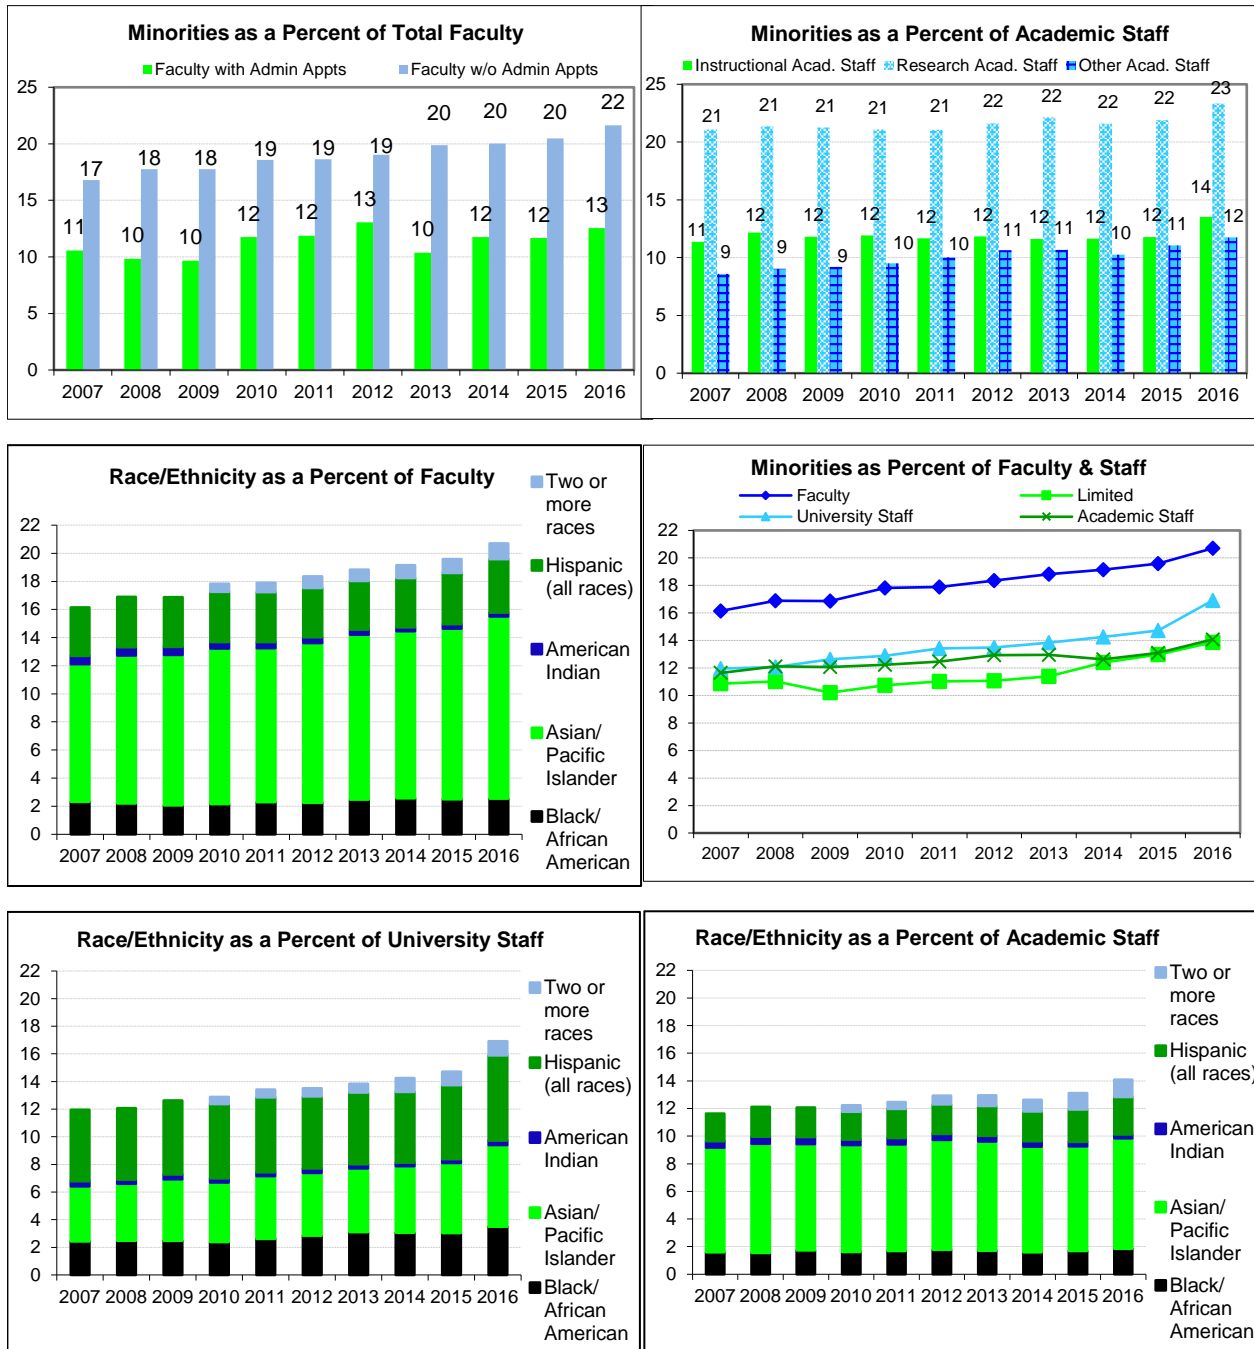 Minorities as a Percent of Total Faculty
Faculty with Admin Appts Faculty w/o Admin Appts
25
20
15
10
5
0
11 10 10 12 12 13 10 12 12 13
17 18 18 19 19 19 20 20 20 22
2007 2008 2009 2010 2011 2012 2013 2014 2015 2016
Minorities as a Percent of Academic Staff
Instructional Acad. Staff Research Acad. Staff Other Acad. Staff
25
20
15
10
5
0
21 21 21 21 21 22 22 22 22 23
11 12 12 12 12 12 12 12 12 14
9 9 9 10 10 11 11 10 11 12
2007 2008 2009 2010 2011 2012 2013 2014 2015 2016
Race/Ethnicity as a Percent of Faculty
22
20
18
16
14
12
10
8
6
4
2
0
2007 2008 2009 2010 2011 2012 2013 2014 2015 2016
Two or
more
races
Hispanic
(all races)
American
Indian
Asian/
Pacific
Islander
Black/
African
American
Minorities as Percent of Faculty & Staff
Faculty Limited
University Staff Academic Staff
22
20
18
16
14
12
10
8
6
4
2
0
2007 2008 2009 2010 2011 2012 2013 2014 2015 2016
Race/Ethnicity as a Percent of University Staff
22
20
18
16
14
12
10
8
6
4
2
0
2007 2008 2009 2010 2011 2012 2013 2014 2015 2016
Two or
more
races
Hispanic
(all races)
American
Indian
Asian/
Pacific
Islander
Black/
African
American
Race/Ethnicity as a Percent of Academic Staff
22
20
18
16
14
12
10
8
6
4
2
0
2007 2008 2009 2010 2011 2012 2013 2014 2015 2016
Two or
more
races
Hispanic
(all races)
American
Indian
Asian/
Pacific
Islander
Black/
African
American